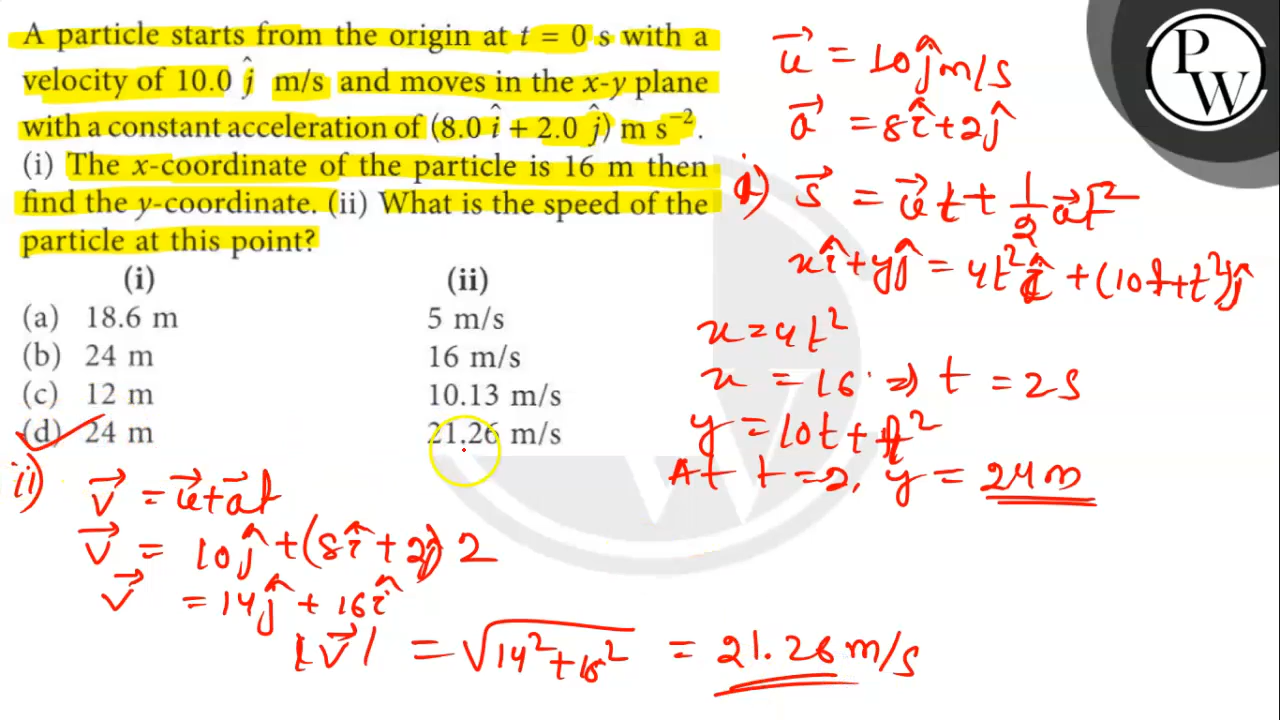 A particle starts from the origin at t = 0 s with a
velocity of 10.0 ĵ m/s and moves in the x-y plane
with a constant acceleration of (8.0 î + 2.0 ĵ) m s⁻².
(i) The x-coordinate of the particle is 16 m then
find the y-coordinate. (ii) What is the speed of the
particle at this point?
(i) (ii)
(a) 18.6 m 5 m/s
(b) 24 m 16 m/s
(c) 12 m 10.13 m/s
(d) 24 m 21.26 m/s
ii) v⃗ = u⃗ + a⃗t
v⃗ = 10ĵ + (8î + 2ĵ) 2
v⃗ = 14ĵ + 16î
|v⃗| = √14² + 16² = 21.26 m/s
u⃗ = 10ĵ m/s
a⃗ = 8î + 2ĵ
i) s⃗ = u⃗t + 1/2 a⃗t²
xî + yĵ = 4t²î + (10t + t²)ĵ
x = 4t²
x = 16 ⇒ t = 2s
y = 10t + t²
At t = 2, y = 24m
P
W